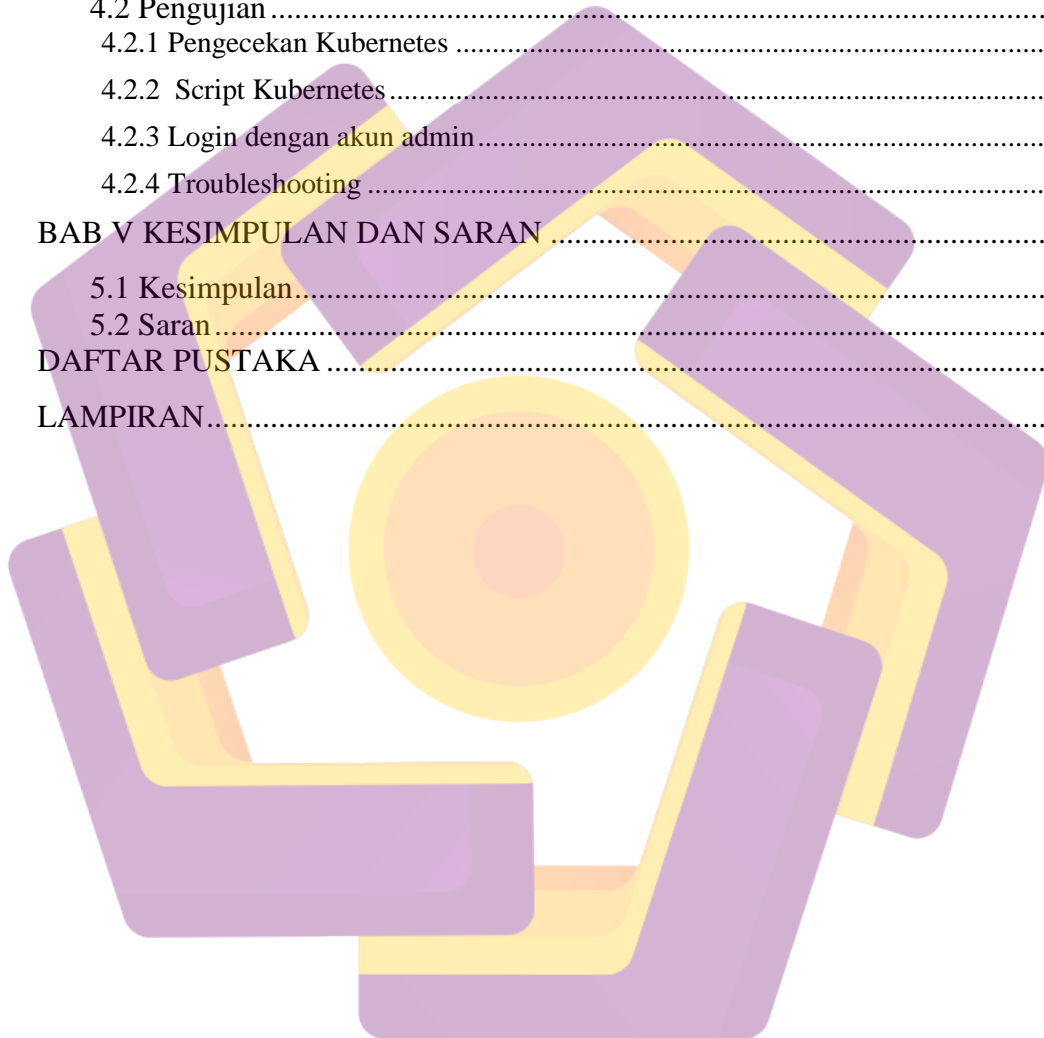 4.2 Pengujian ........................................................................................................
4.2.1 Pengecekan Kubernetes ................................................................................
4.2.2 Script Kubernetes .........................................................................................
4.2.3 Login dengan akun admin .............................................................................
4.2.4 Troubleshooting ............................................................................................
BAB V KESIMPULAN DAN SARAN ................................................................
5.1 Kesimpulan .....................................................................................................
5.2 Saran ...............................................................................................................
DAFTAR PUSTAKA ............................................................................................
LAMPIRAN ...........................................................................................................